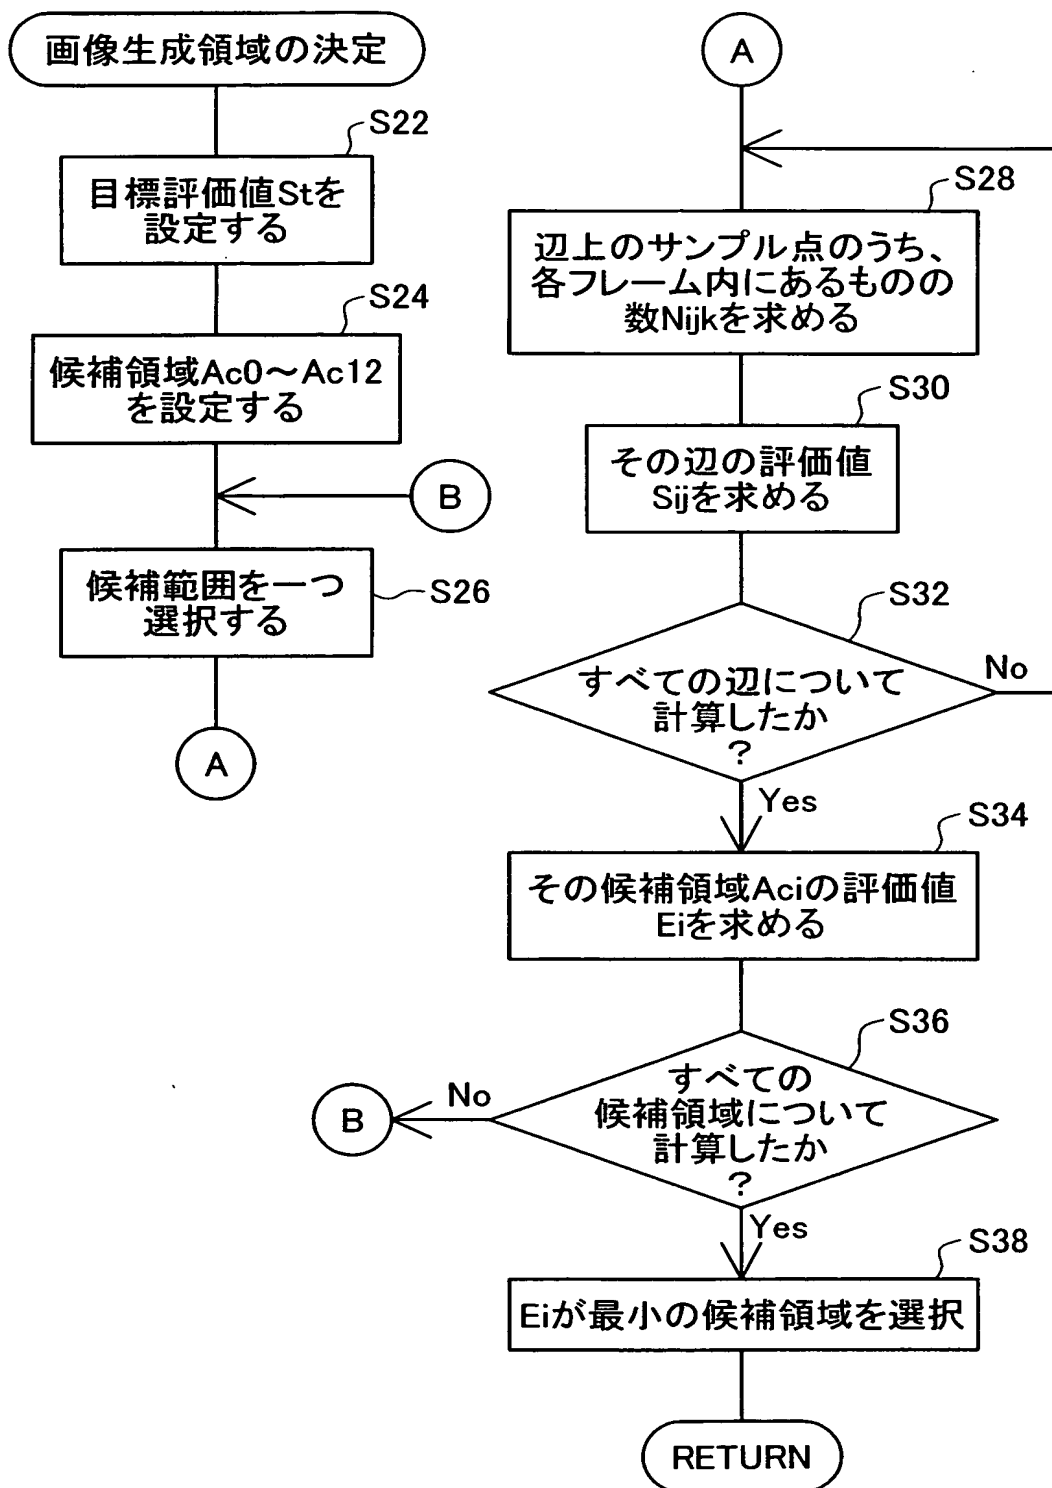 画像生成領域の決定
S22
目標評価値Stを
設定する
S24
候補領域Ac0～Ac12
を設定する
B
候補範囲を一つ
選択する
S26
A
A
S28
辺上のサンプル点のうち、
各フレーム内にあるものの
数Nijkを求める
S30
その辺の評価値
Sijを求める
S32
すべての辺について
計算したか
？
No
Yes
S34
その候補領域Aciの評価値
Eiを求める
S36
すべての
候補領域について
計算したか
？
No
B
Yes
S38
Eiが最小の候補領域を選択
RETURN